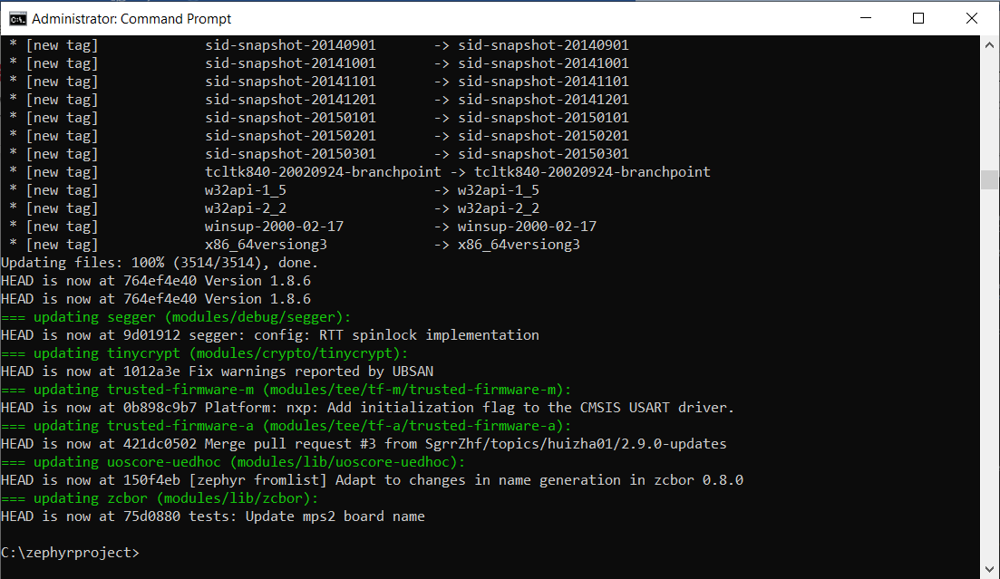 Administrator: Command Prompt
* [new tag] sid-snapshot-20140901 -> sid-snapshot-20140901
* [new tag] sid-snapshot-20141001 -> sid-snapshot-20141001
* [new tag] sid-snapshot-20141101 -> sid-snapshot-20141101
* [new tag] sid-snapshot-20141201 -> sid-snapshot-20141201
* [new tag] sid-snapshot-20150101 -> sid-snapshot-20150101
* [new tag] sid-snapshot-20150201 -> sid-snapshot-20150201
* [new tag] sid-snapshot-20150301 -> sid-snapshot-20150301
* [new tag] tcltk840-20020924-branchpoint -> tcltk840-20020924-branchpoint
* [new tag] w32api-1_5 -> w32api-1_5
* [new tag] w32api-2_2 -> w32api-2_2
* [new tag] winsup-2000-02-17 -> winsup-2000-02-17
* [new tag] x86_64versiong3 -> x86_64versiong3
Updating files: 100% (3514/3514), done.
HEAD is now at 764ef4e40 Version 1.8.6
HEAD is now at 764ef4e40 Version 1.8.6
=== updating segger (modules/debug/segger):
HEAD is now at 9d01912 segger: config: RTT spinlock implementation
=== updating tinycrypt (modules/crypto/tinycrypt):
HEAD is now at 1012a3e Fix warnings reported by UBSAN
=== updating trusted-firmware-m (modules/tee/tf-m/trusted-firmware-m):
HEAD is now at 0b898c9b7 Platform: nxp: Add initialization flag to the CMSIS USART driver.
=== updating trusted-firmware-a (modules/tee/tf-a/trusted-firmware-a):
HEAD is now at 421dc0502 Merge pull request #3 from SgrrZhf/topics/huizha01/2.9.0-updates
=== updating uoscore-uedhoc (modules/lib/uoscore-uedhoc):
HEAD is now at 150f4eb [zephyr fromlist] Adapt to changes in name generation in zcbor 0.8.0
=== updating zcbor (modules/lib/zcbor):
HEAD is now at 75d0880 tests: Update mps2 board name
C:\zephyrproject>